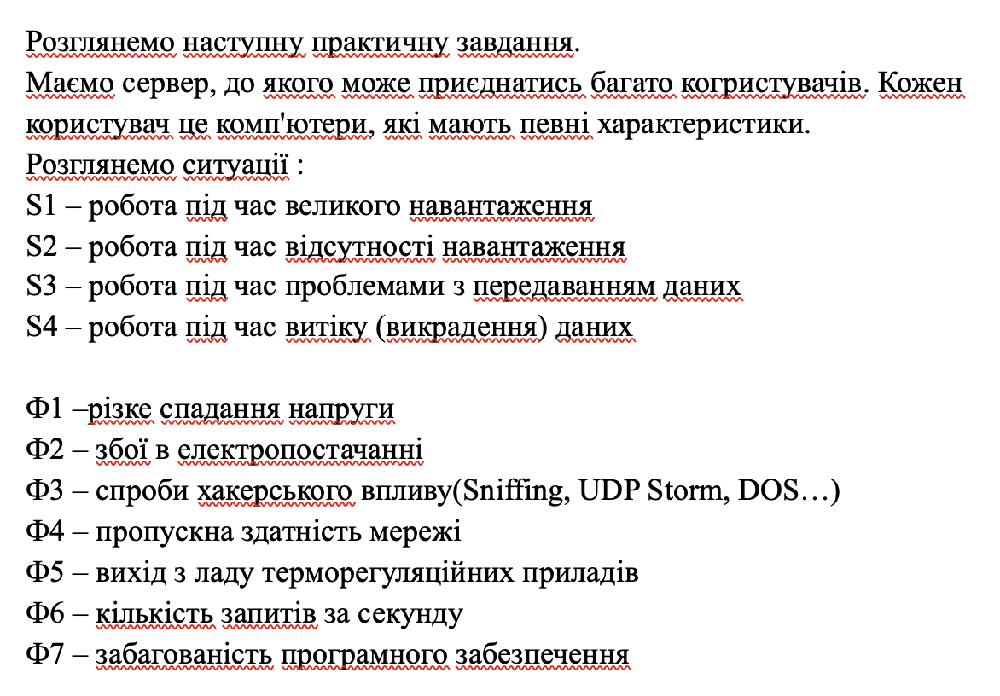 Розглянемо наступну практичну завдання.
Маємо сервер, до якого може приєднатись багато когристувачів. Кожен
користувач це комп'ютери, які мають певні характеристики.
Розглянемо ситуації :
S1 – робота під час великого навантаження
S2 – робота під час відсутності навантаження
S3 – робота під час проблемами з передаванням даних
S4 – робота під час витіку (викрадення) даних
Ф1 –різке спадання напруги
Ф2 – збої в електропостачанні
Ф3 – спроби хакерського впливу(Sniffing, UDP Storm, DOS…)
Ф4 – пропускна здатність мережі
Ф5 – вихід з ладу терморегуляційних приладів
Ф6 – кількість запитів за секунду
Ф7 – забагованість програмного забезпечення